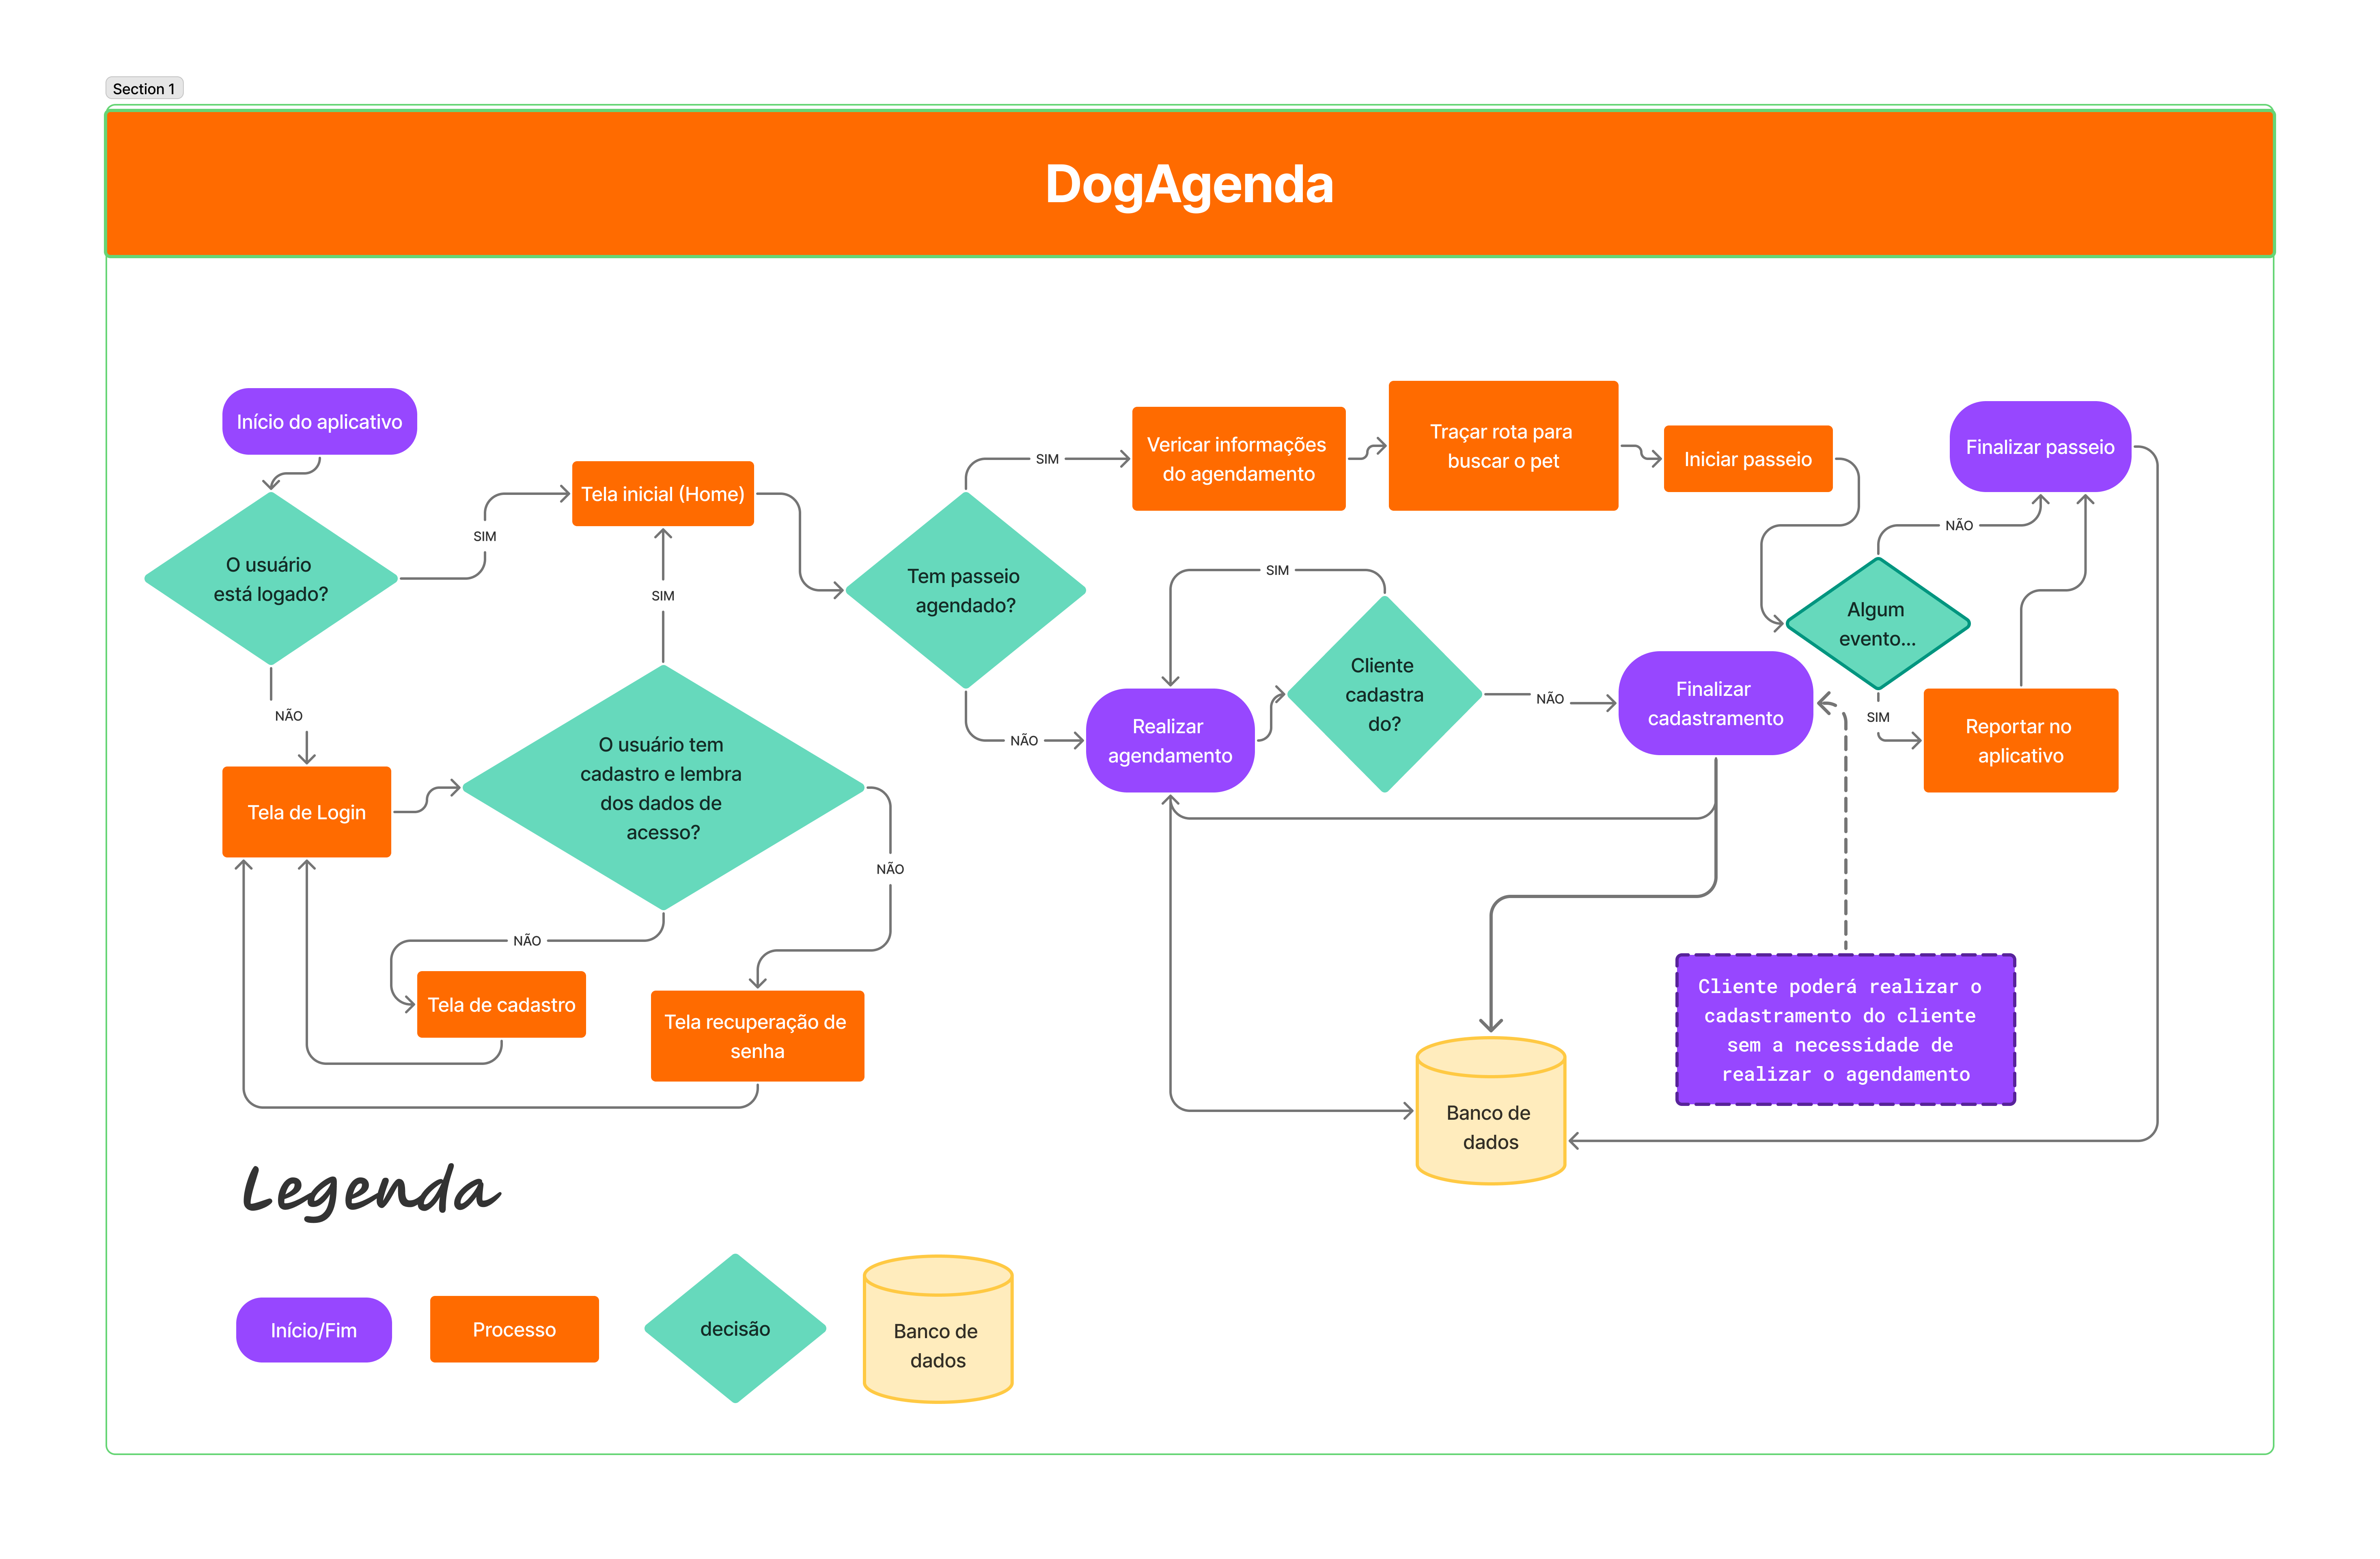 Section 1
DogAgenda
Início do aplicativo
O usuário
está logado?
SIM
NÃO
Tela inicial (Home)
SIM
Tela de Login
O usuário tem
cadastro e lembra
dos dados de
acesso?
NÃO
NÃO
Tela de cadastro
Tela recuperação de
senha
Tem passeio
agendado?
SIM
NÃO
Vericar informações
do agendamento
Traçar rota para
buscar o pet
Iniciar passeio
Algum
evento...
NÃO
SIM
Finalizar passeio
Reportar no
aplicativo
Realizar
agendamento
SIM
Cliente
cadastra
do?
NÃO
Finalizar
cadastramento
Cliente poderá realizar o
cadastramento do cliente
sem a necessidade de
realizar o agendamento
Banco de
dados
Legenda
Início/Fim
Processo
decisão
Banco de
dados